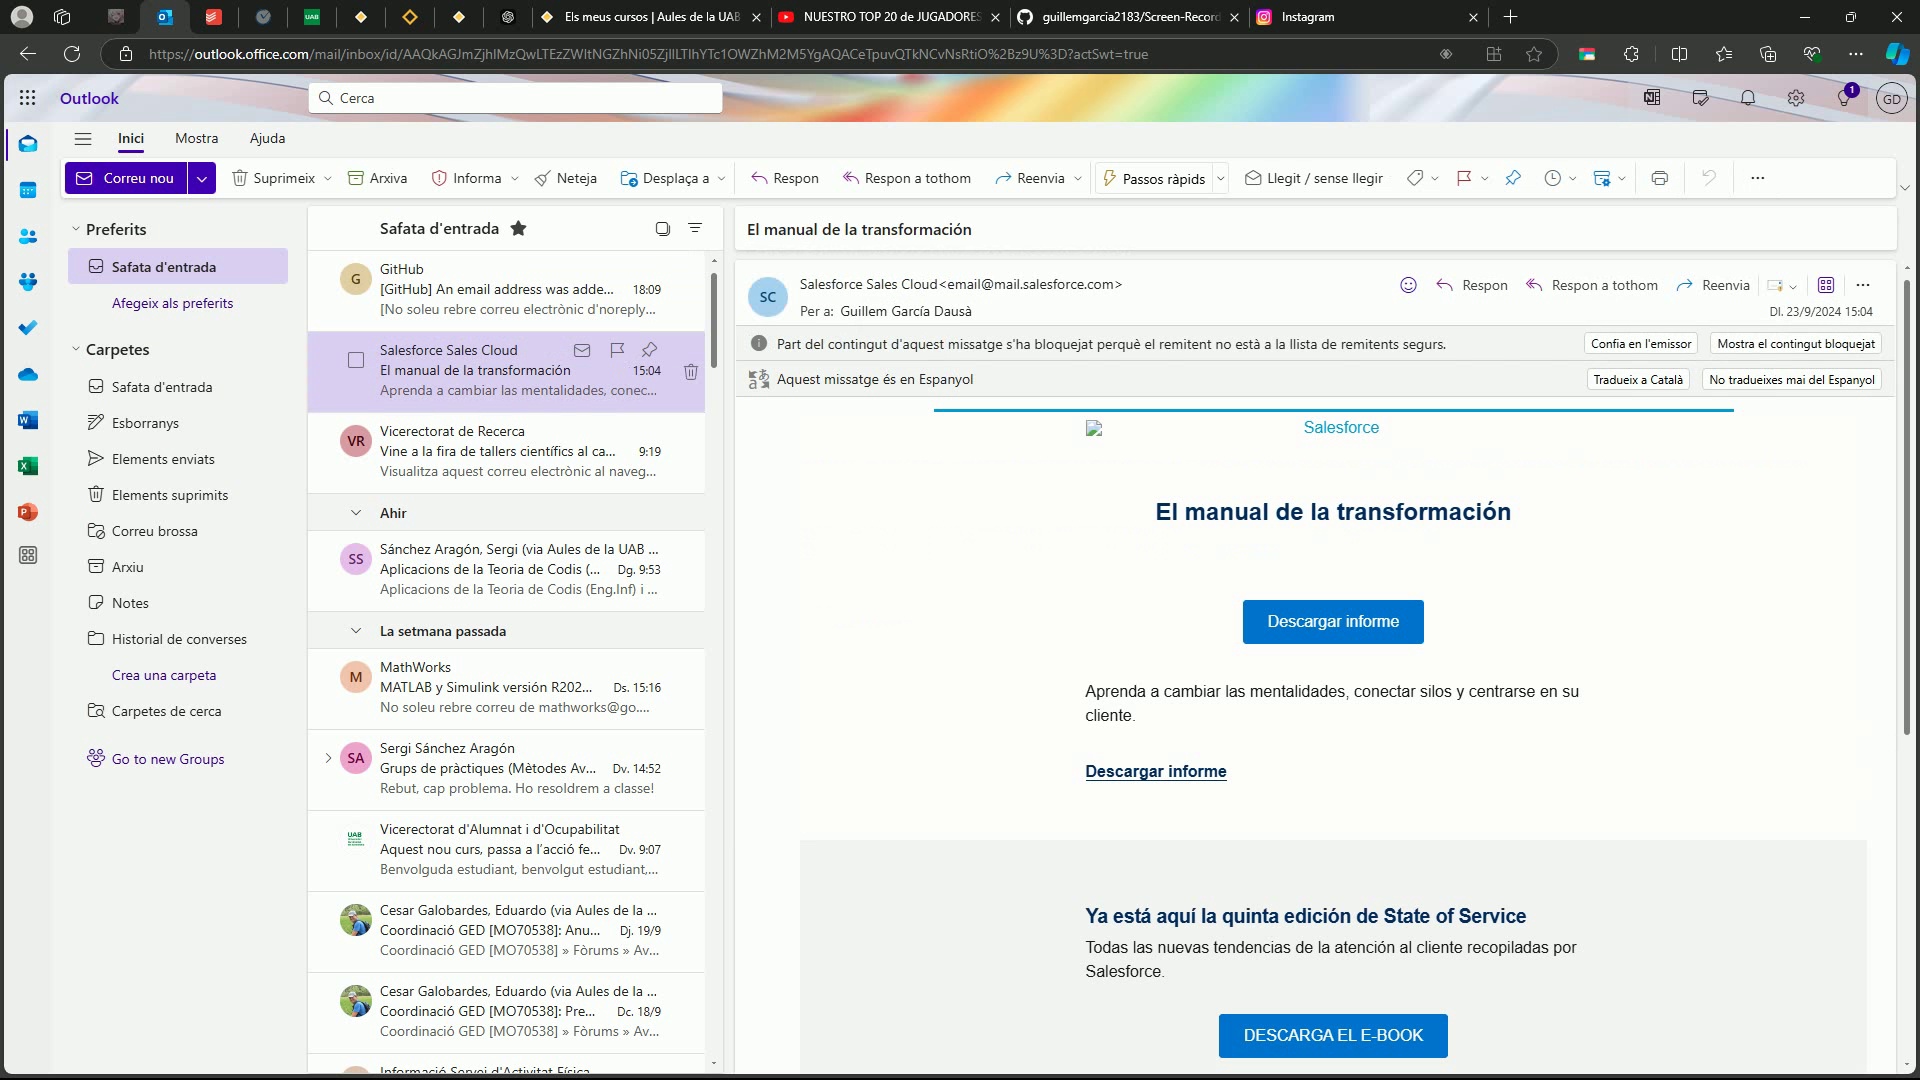 Els meus cursos | Aules de la UAB
NUESTRO TOP 20 de JUGADORES
guillemgarcia2183/Screen-Record
Instagram
https://outlook.office.com/mail/inbox/id/AAQkAGJmZjhlMzQwLTEzZWItNGZhNi05ZjllLTlhYTc1OWZhM2M5YgAQACeTpuvQTkNCvNsRtiO%2Bz9U%3D?actSwt=true
Outlook
Cerca
1
GD
Inici Mostra Ajuda
Correu nou Suprimeix Arxiva Informa Neteja Desplaça a Respon Respon a tothom Reenvia Passos ràpids Llegit / sense llegir
Preferits
Safata d'entrada
Afegeix als preferits
Carpetes
Safata d'entrada
Esborranys
Elements enviats
Elements suprimits
Correu brossa
Arxiu
Notes
Historial de converses
Crea una carpeta
Carpetes de cerca
Go to new Groups
Safata d'entrada
G
GitHub
[GitHub] An email address was adde... 18:09
[No soleu rebre correu electrònic d'noreply...
Salesforce Sales Cloud
El manual de la transformación 15:04
Aprenda a cambiar las mentalidades, conec...
VR
Vicerectorat de Recerca
Vine a la fira de tallers científics al ca... 9:19
Visualitza aquest correu electrònic al naveg...
Ahir
SS
Sánchez Aragón, Sergi (via Aules de la UAB ...
Aplicacions de la Teoria de Codis (... Dg. 9:53
Aplicacions de la Teoria de Codis (Eng.Inf) i ...
La setmana passada
M
MathWorks
MATLAB y Simulink versión R202... Ds. 15:16
No soleu rebre correu de mathworks@go....
SA
Sergi Sánchez Aragón
Grups de pràctiques (Mètodes Av... Dv. 14:52
Rebut, cap problema. Ho resoldrem a classe!
UAB
Vicerectorat d'Alumnat i d'Ocupabilitat
Aquest nou curs, passa a l'acció fe... Dv. 9:07
Benvolguda estudiant, benvolgut estudiant,...
Cesar Galobardes, Eduardo (via Aules de la ...
Coordinació GED [MO70538]: Anu... Dj. 19/9
Coordinació GED [MO70538] » Fòrums » Av...
Cesar Galobardes, Eduardo (via Aules de la ...
Coordinació GED [MO70538]: Pre... Dc. 18/9
Coordinació GED [MO70538] » Fòrums » Av...
Informació Servei d'Activitat Física
El manual de la transformación
SC
Salesforce Sales Cloud<email@mail.salesforce.com>
Per a: Guillem García Dausà
Respon Respon a tothom Reenvia
Dl. 23/9/2024 15:04
Part del contingut d'aquest missatge s'ha bloquejat perquè el remitent no està a la llista de remitents segurs.
Confia en l'emissor Mostra el contingut bloquejat
Aquest missatge és en Espanyol
Tradueix a Català No tradueixes mai del Espanyol
Salesforce
El manual de la transformación
Descargar informe
Aprenda a cambiar las mentalidades, conectar silos y centrarse en su
cliente.
Descargar informe
Ya está aquí la quinta edición de State of Service
Todas las nuevas tendencias de la atención al cliente recopiladas por
Salesforce.
DESCARGA EL E-BOOK